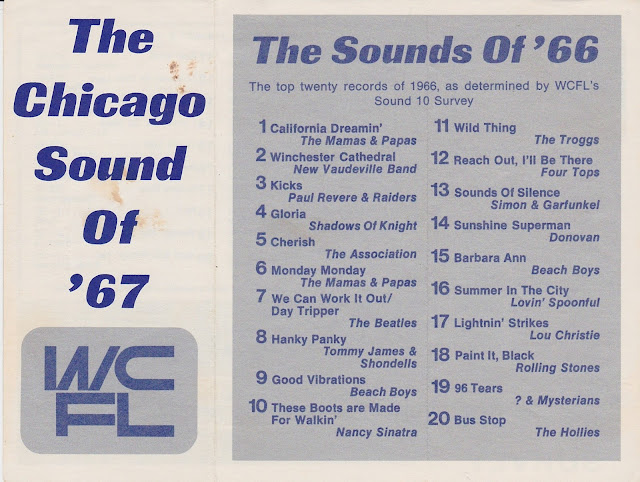 The
Chicago
Sound
Of
'67
WC
FL
The Sounds Of '66
The top twenty records of 1966, as determined by WCFL's
Sound 10 Survey
1 California Dreamin'
The Mamas & Papas
2 Winchester Cathedral
New Vaudeville Band
3 Kicks
Paul Revere & Raiders
4 Gloria
Shadows Of Knight
5 Cherish
The Association
6 Monday Monday
The Mamas & Papas
7 We Can Work It Out/
Day Tripper
The Beatles
8 Hanky Panky
Tommy James &
Shondells
9 Good Vibrations
Beach Boys
10 These Boots are Made
For Walkin'
Nancy Sinatra
11 Wild Thing
The Troggs
12 Reach Out, I'll Be There
Four Tops
13 Sounds Of Silence
Simon & Garfunkel
14 Sunshine Superman
Donovan
15 Barbara Ann
Beach Boys
16 Summer In The City
Lovin' Spoonful
17 Lightnin' Strikes
Lou Christie
18 Paint It, Black
Rolling Stones
19 96 Tears
? & Mysterians
20 Bus Stop
The Hollies